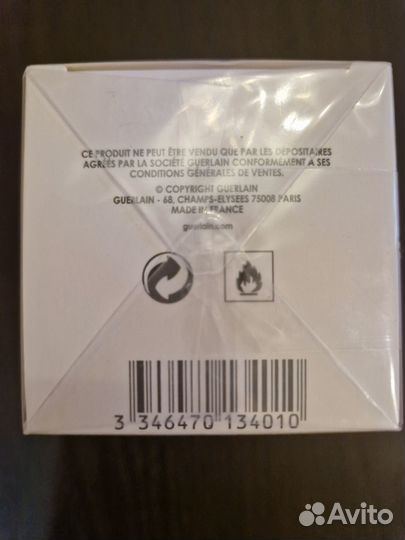 CE PRODUIT NE PEUT ÊTRE VENDU QUE PAR LES DÉPOSITAIRES
AGRÉÉS PAR LA SOCIÉTÉ GUERLAIN CONFORMÉMENT A SES
CONDITIONS GÉNÉRALES DE VENTES.
© COPYRIGHT GUERLAIN
GUERLAIN - 68, CHAMPS-ELYSEES 75008 PARIS
MADE IN FRANCE
guerlain.com
3 346470 134010
Avito